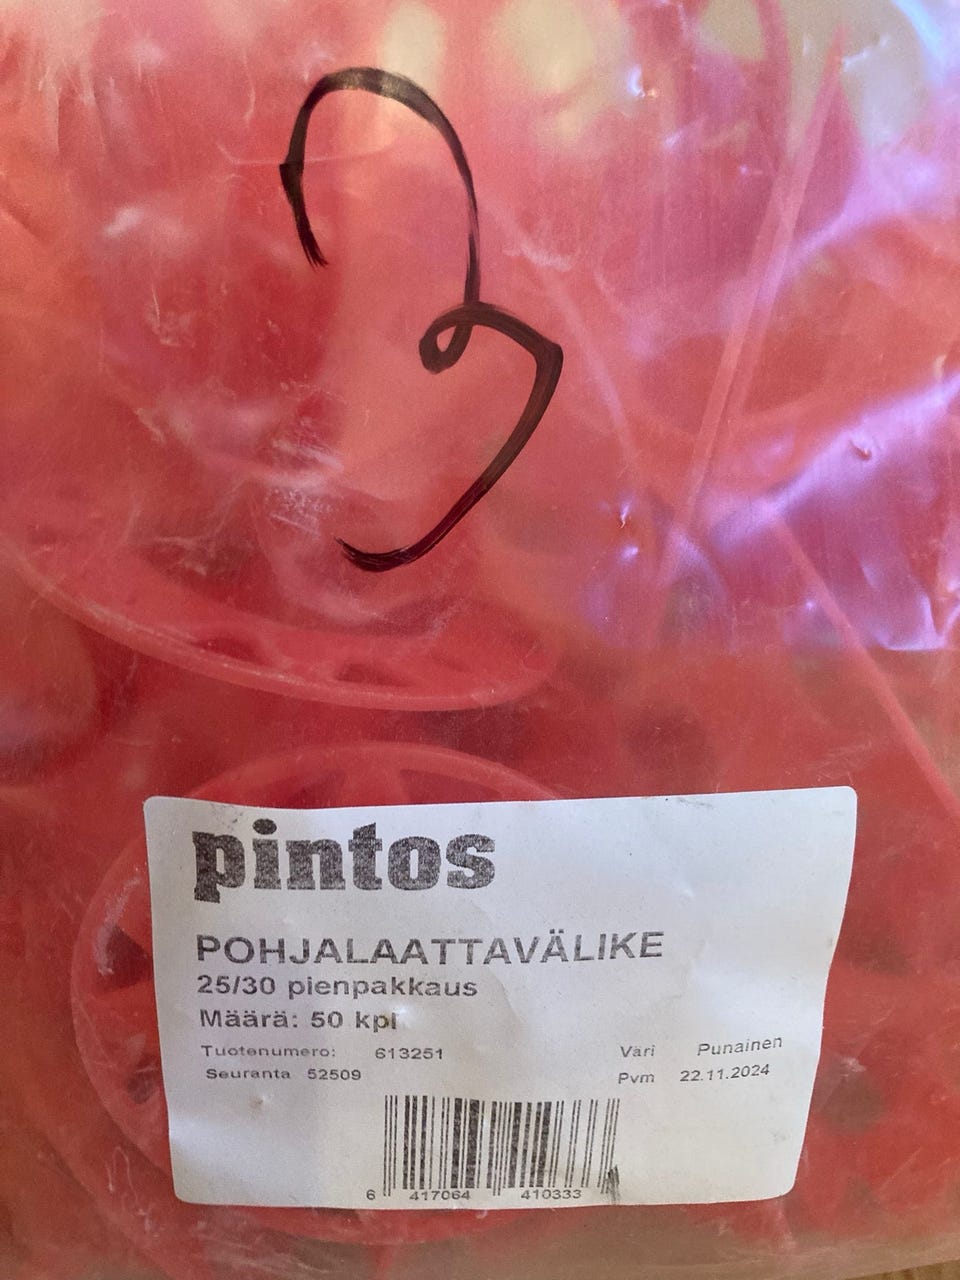 3
pintos
POHJALAATTAVÄLIKE
25/30 pienpakkaus
Määrä: 50 kpl
Tuotenumero: 613251 Väri Punainen
Seuranta 52509 Pvm 22.11.2024
6 417064 410333